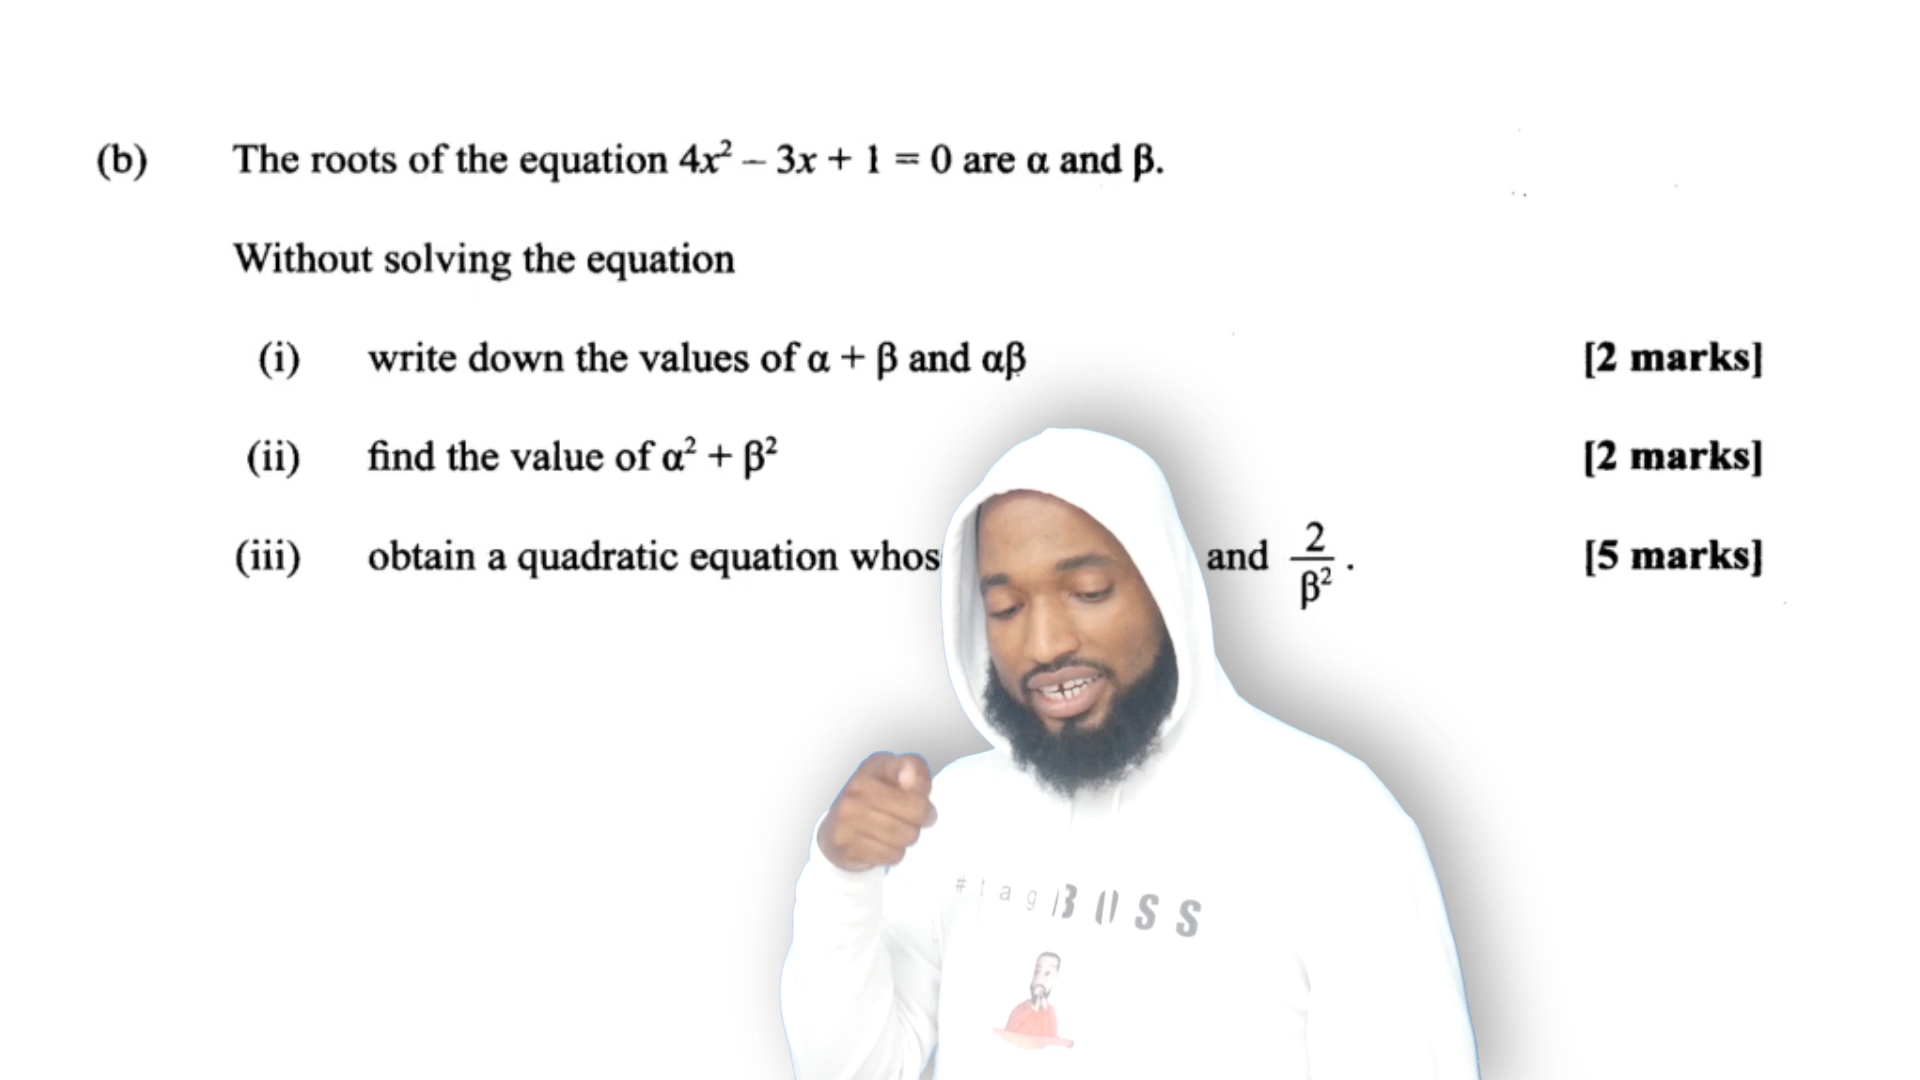 (b) The roots of the equation 4x² – 3x + 1 = 0 are α and β.
Without solving the equation
(i) write down the values of α + β and αβ [2 marks]
(ii) find the value of α² + β² [2 marks]
(iii) obtain a quadratic equation whos and 2/β² . [5 marks]
#tagBOSS